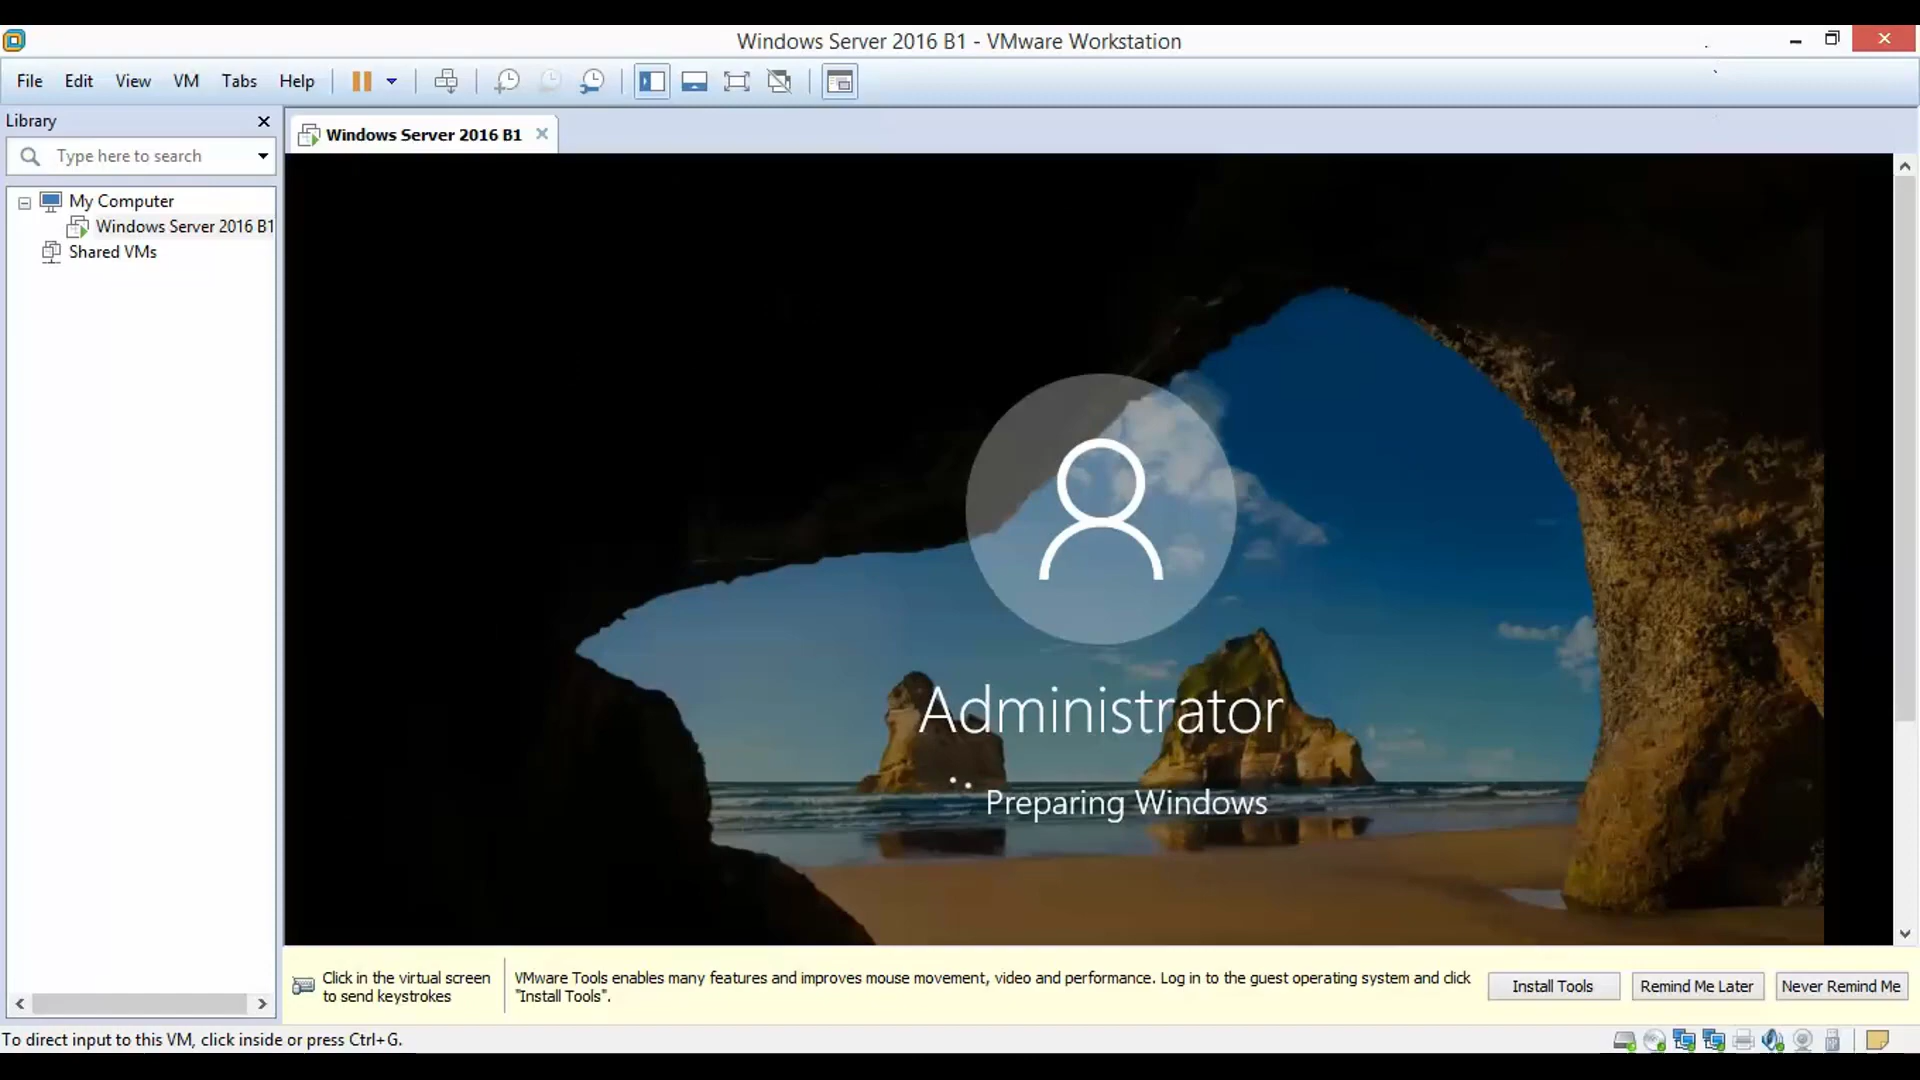 Windows Server 2016 B1 - VMware Workstation
File Edit View VM Tabs Help
Library
Windows Server 2016 B1
Type here to search
My Computer
Windows Server 2016 B1
Shared VMs
Administrator
Preparing Windows
Click in the virtual screen
to send keystrokes
VMware Tools enables many features and improves mouse movement, video and performance. Log in to the guest operating system and click
"Install Tools".
Install Tools
Remind Me Later
Never Remind Me
To direct input to this VM, click inside or press Ctrl+G.